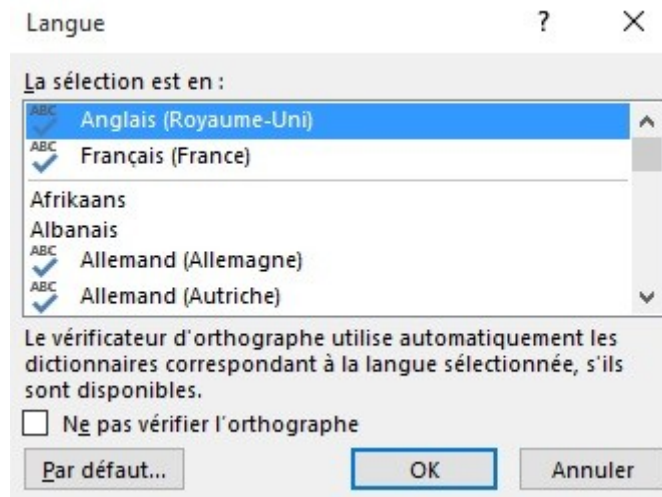 Langue ? ×
La sélection est en :
ABC Anglais (Royaume-Uni)
ABC Français (France)
Afrikaans
Albanais
ABC Allemand (Allemagne)
ABC Allemand (Autriche)
Le vérificateur d'orthographe utilise automatiquement les
dictionnaires correspondant à la langue sélectionnée, s'ils
sont disponibles.
Ne pas vérifier l'orthographe
Par défaut... OK Annuler